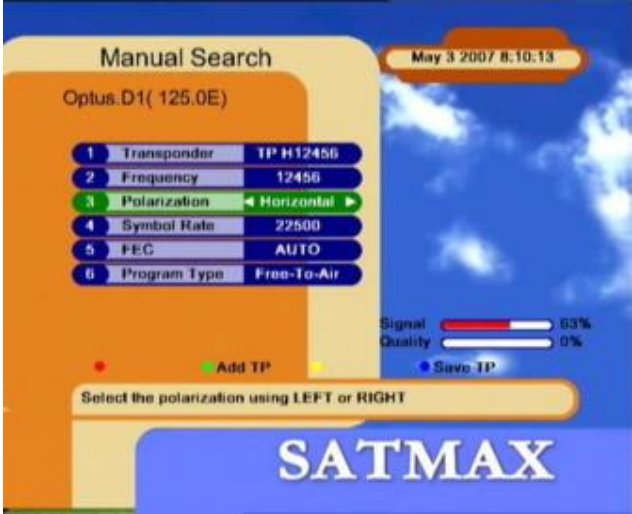 Manual Search
May 3 2007 8:10:13
Optus.D1( 125.0E)
1 Transponder TP H12456
2 Frequency 12456
3 Polarization Horizontal
4 Symbol Rate 22500
5 FEC AUTO
6 Program Type Free-To-Air
Signal 63%
Quality 0%
Add TP Save TP
Select the polarization using LEFT or RIGHT
SATMAX